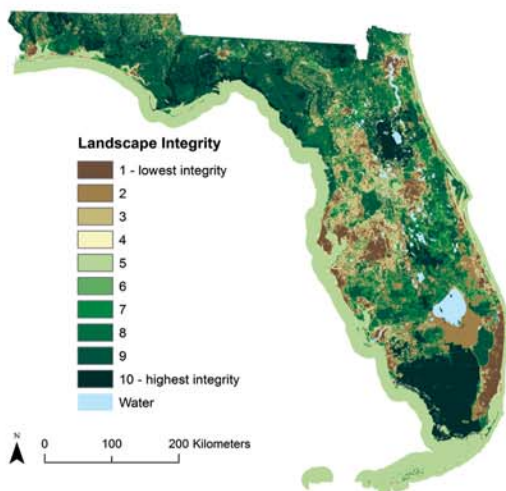 Landscape Integrity
1 - lowest integrity
2
3
4
5
6
7
8
9
10 - highest integrity
Water
N
0 100 200 Kilometers